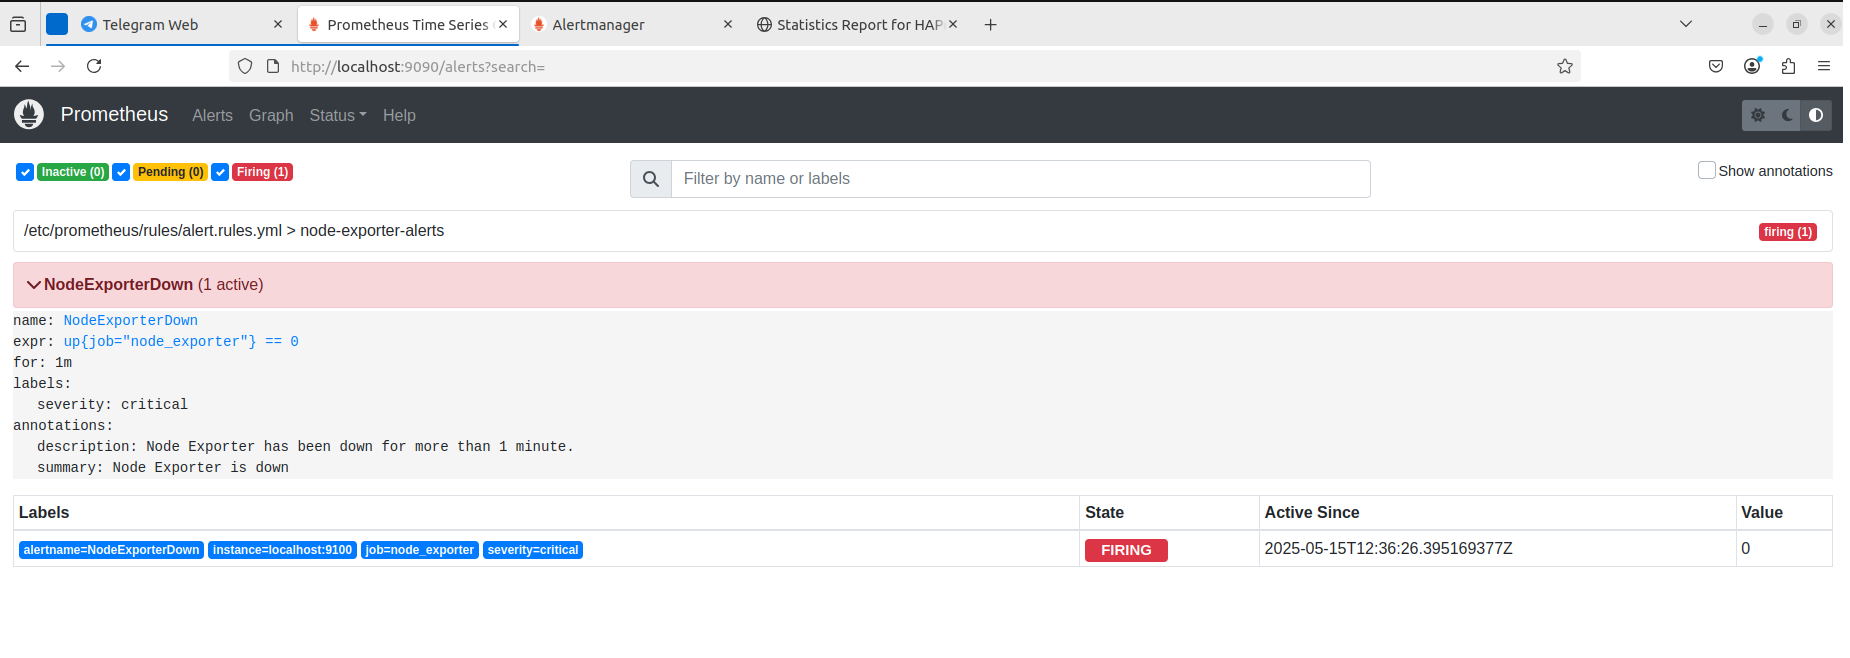 Telegram Web
Prometheus Time Series
Alertmanager
Statistics Report for HAP
http://localhost:9090/alerts?search=
Prometheus Alerts Graph Status Help
Inactive (0) Pending (0) Firing (1)
Filter by name or labels
Show annotations
/etc/prometheus/rules/alert.rules.yml > node-exporter-alerts
firing (1)
NodeExporterDown (1 active)
name: NodeExporterDown
expr: up{job="node_exporter"} == 0
for: 1m
labels:
severity: critical
annotations:
description: Node Exporter has been down for more than 1 minute.
summary: Node Exporter is down
Labels State Active Since Value
alertname=NodeExporterDown instance=localhost:9100 job=node_exporter severity=critical FIRING 2025-05-15T12:36:26.395169377Z 0